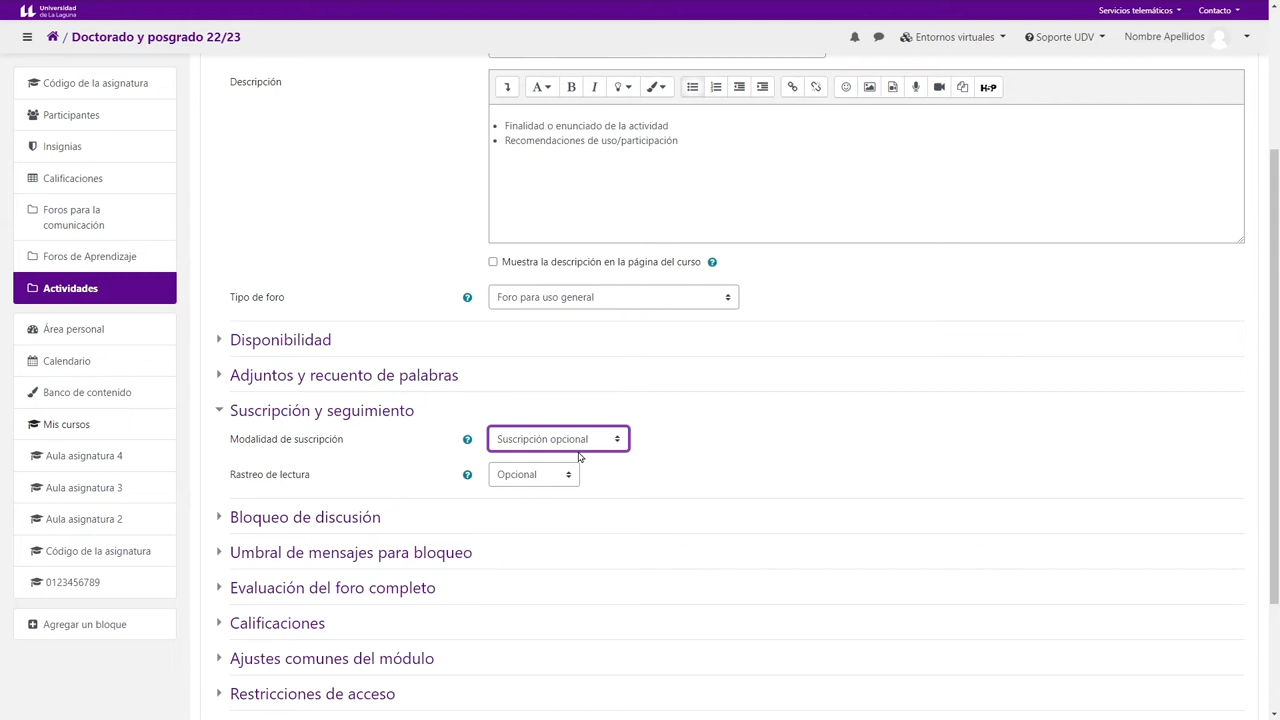 Universidad
de La Laguna
Servicios telemáticos
Contacto
/ Doctorado y posgrado 22/23
Entornos virtuales
Soporte UDV
Nombre Apellidos
Código de la asignatura
Participantes
Insignias
Calificaciones
Foros para la
comunicación
Foros de Aprendizaje
Actividades
Área personal
Calendario
Banco de contenido
Mis cursos
Aula asignatura 4
Aula asignatura 3
Aula asignatura 2
Código de la asignatura
0123456789
Agregar un bloque
Descripción
A
B
I
H-P
Finalidad o enunciado de la actividad
Recomendaciones de uso/participación
Muestra la descripción en la página del curso
Tipo de foro
Foro para uso general
Disponibilidad
Adjuntos y recuento de palabras
Suscripción y seguimiento
Modalidad de suscripción
Suscripción opcional
Rastreo de lectura
Opcional
Bloqueo de discusión
Umbral de mensajes para bloqueo
Evaluación del foro completo
Calificaciones
Ajustes comunes del módulo
Restricciones de acceso